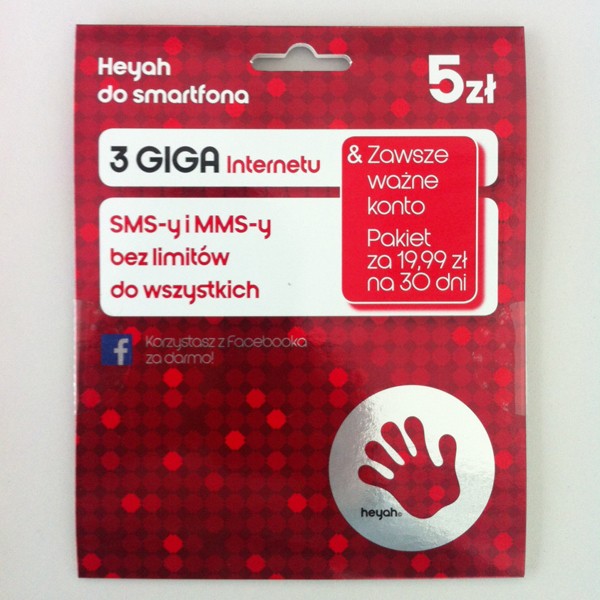 Heyah
do smartfona
5zł
3 GIGA Internetu
& Zawsze
ważne
konto
Pakiet
za 19,99 zł
na 30 dni
SMS-y i MMS-y
bez limitów
do wszystkich
f
Korzystasz z Facebooka
za darmo!
heyah®